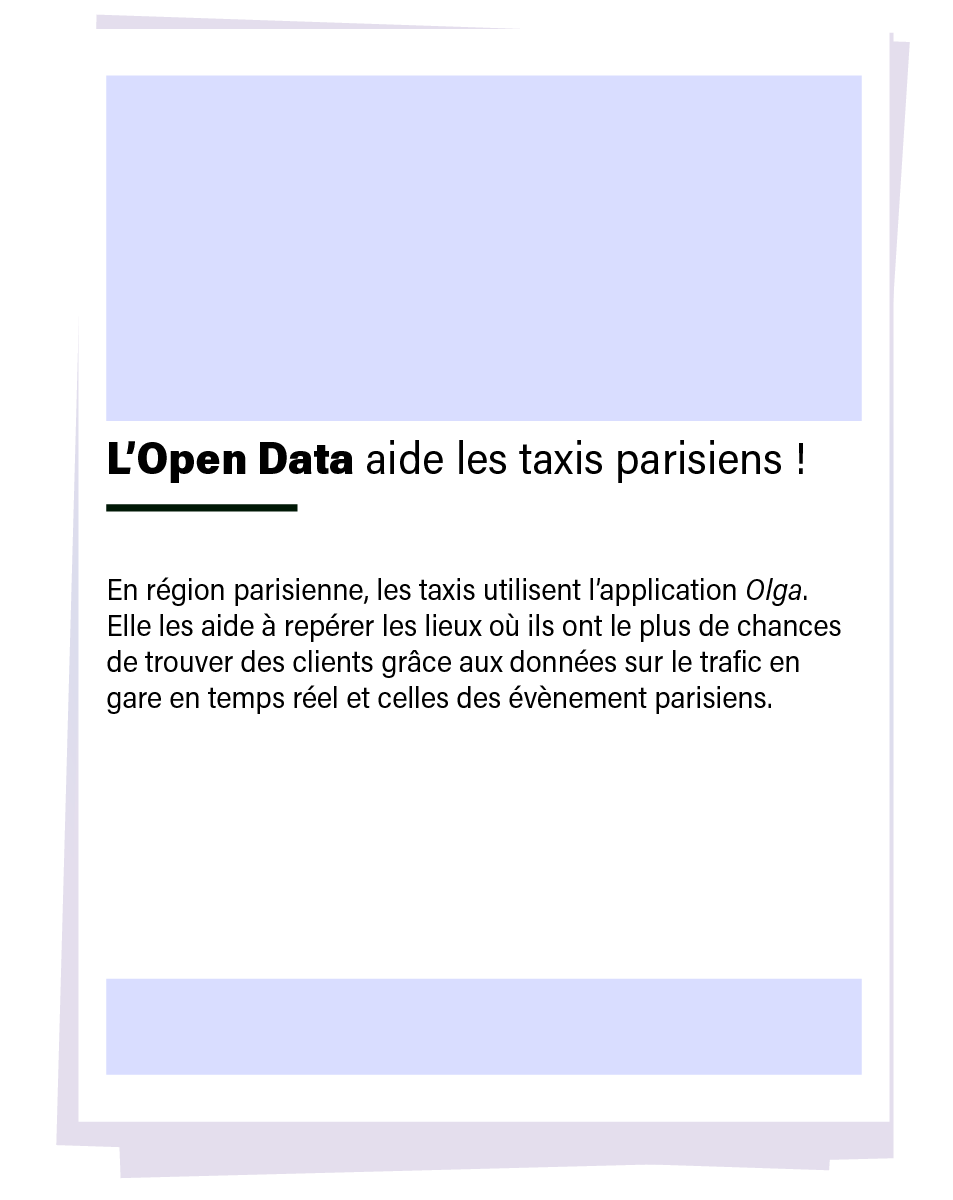 L’Open Data aide les taxis parisiens !
En région parisienne, les taxis utilisent l’application Olga.
Elle les aide à repérer les lieux où ils ont le plus de chances
de trouver des clients grâce aux données sur le trafic en
gare en temps réel et celles des évènement parisiens.